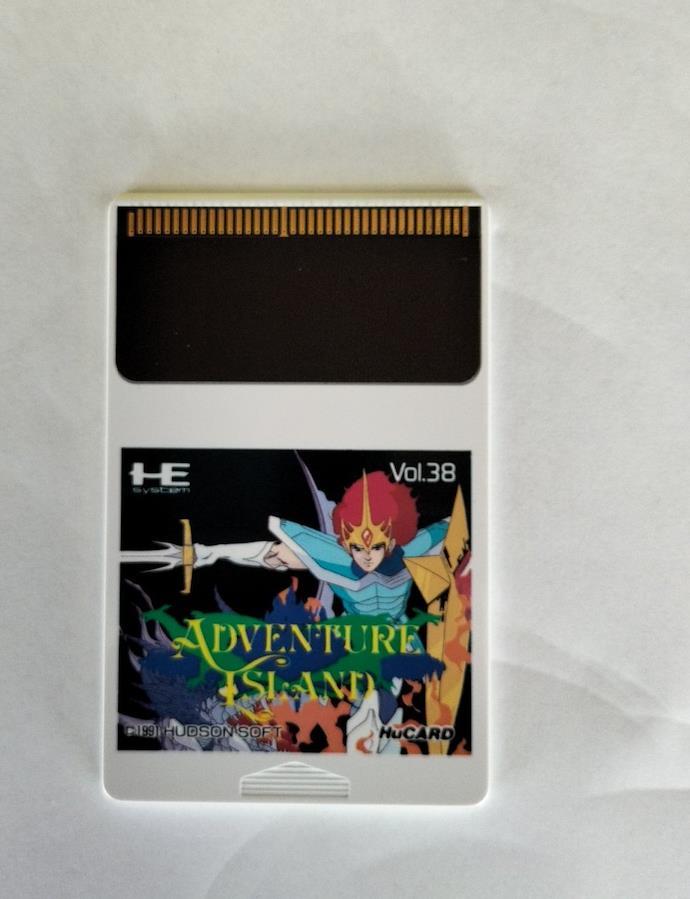 HE
system
Vol.38
ADVENTURE
ISLAND
©1991 HUDSON SOFT
HuCARD